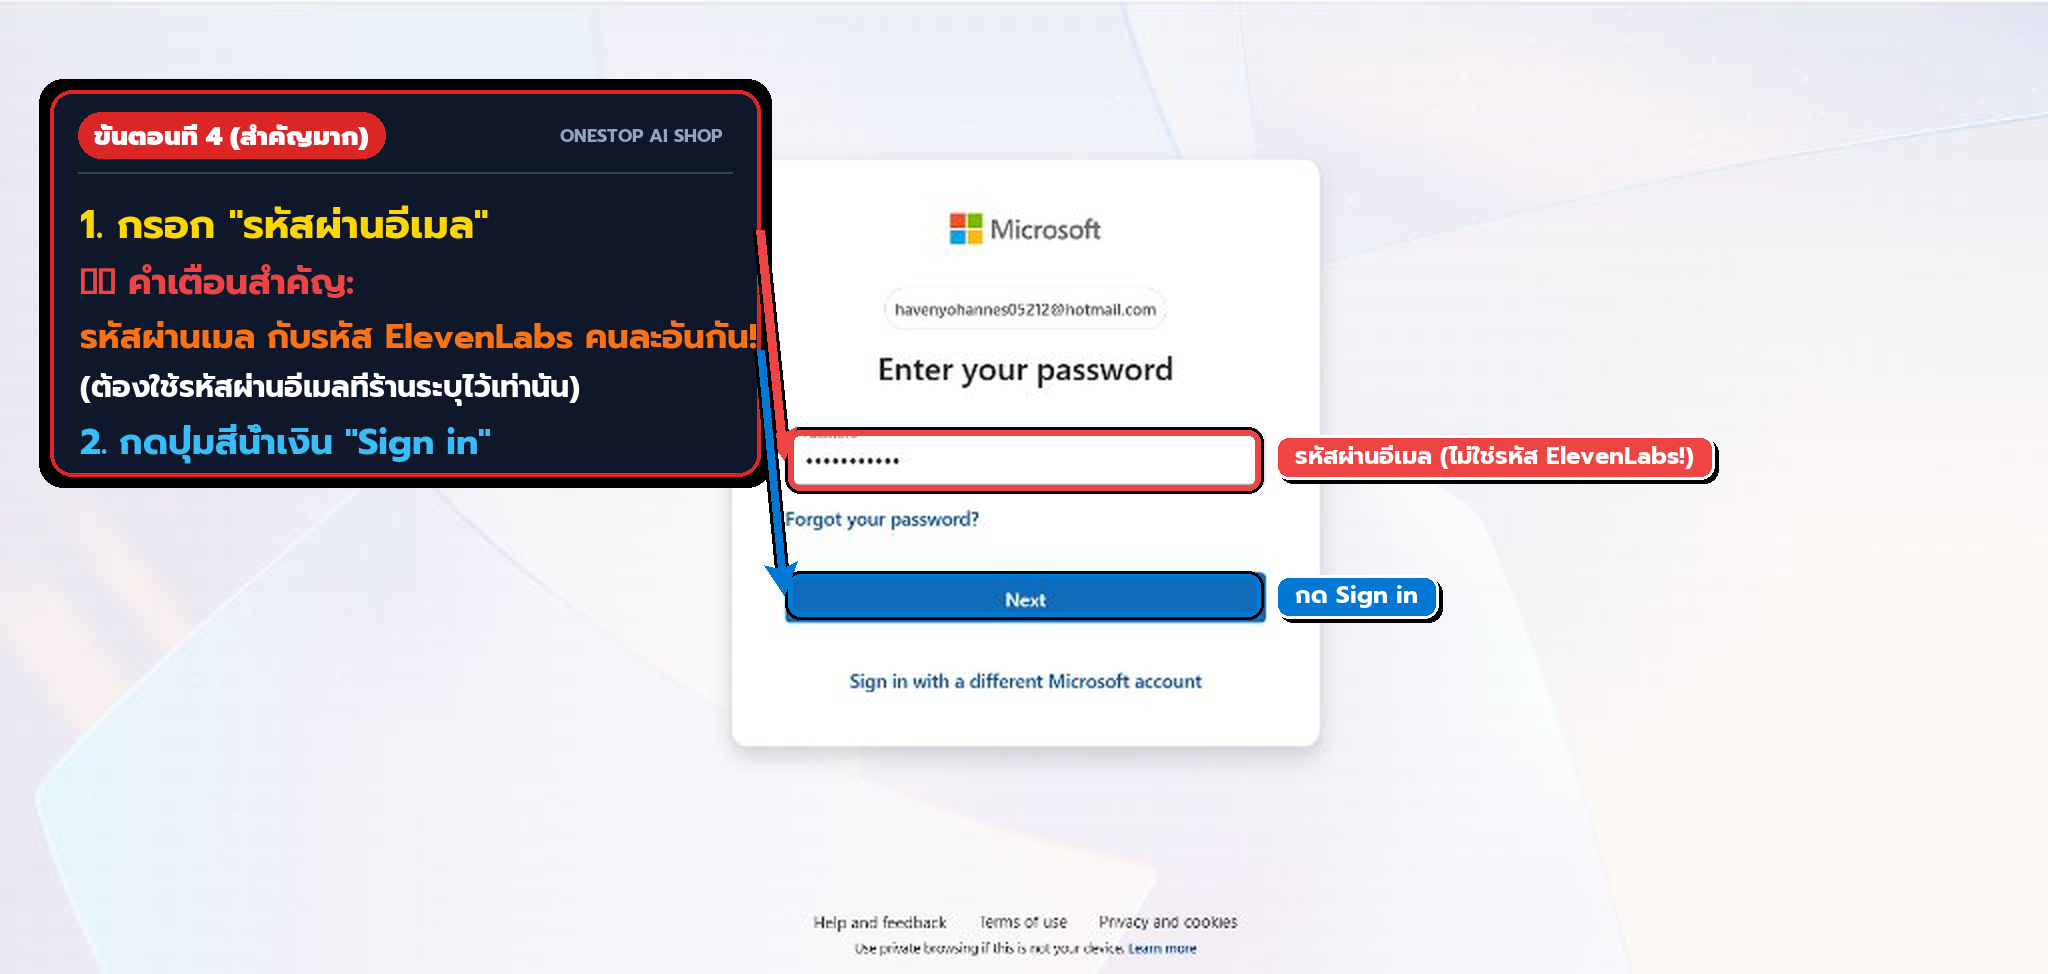 ขั้นตอนที่ 4 (สำคัญมาก)
ONESTOP AI SHOP
1. กรอก "รหัสผ่านอีเมล"
คำเตือนสำคัญ:
รหัสผ่านเมล กับรหัส ElevenLabs คนละอันกัน!
(ต้องใช้รหัสผ่านอีเมลที่ร้านระบุไว้เท่านั้น)
2. กดปุ่มสีน้ำเงิน "Sign in"
Microsoft
havenyohannes05212@hotmail.com
Enter your password
รหัสผ่านอีเมล (ไม่ใช่รหัส ElevenLabs!)
Forgot your password?
Next
กด Sign in
Sign in with a different Microsoft account
Help and feedback
Terms of use
Privacy and cookies
Use private browsing if this is not your device. Learn more